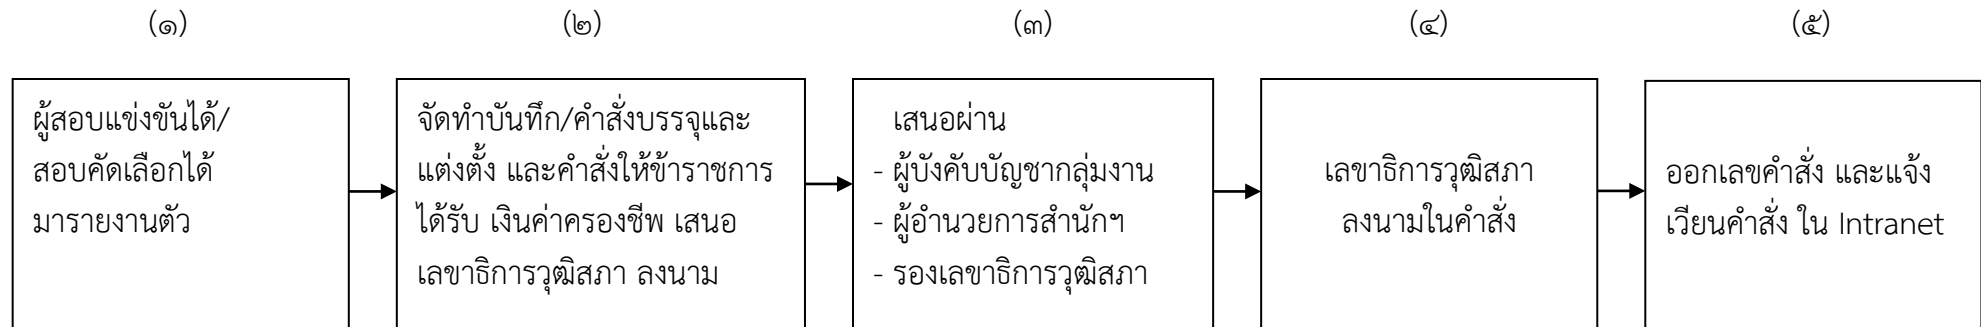 (๑)
(๒)
(๓)
(๔)
(๕)
ผู้สอบแข่งขันได้/
สอบคัดเลือกได้
มารายงานตัว
จัดทำบันทึก/คำสั่งบรรจุและ
แต่งตั้ง และคำสั่งให้ข้าราชการ
ได้รับ เงินค่าครองชีพ เสนอ
เลขาธิการวุฒิสภา ลงนาม
เสนอผ่าน
- ผู้บังคับบัญชากลุ่มงาน
- ผู้อำนวยการสำนักฯ
- รองเลขาธิการวุฒิสภา
เลขาธิการวุฒิสภา
ลงนามในคำสั่ง
ออกเลขคำสั่ง และแจ้ง
เวียนคำสั่ง ใน Intranet